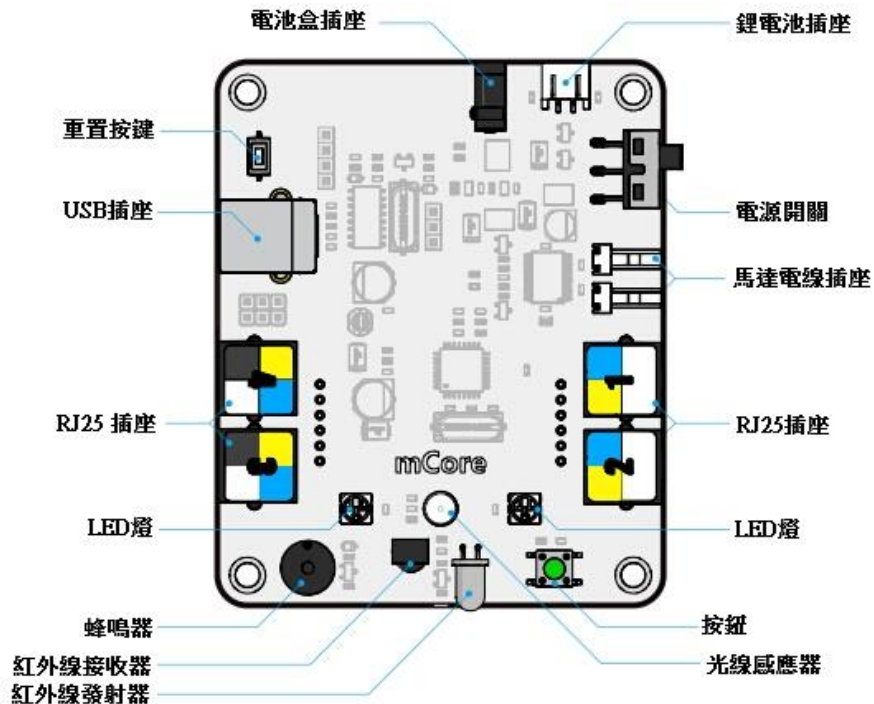 電池盒插座
鋰電池插座
重置按鍵
USB插座
電源開關
馬達電線插座
4
1
RJ25 插座
RJ25插座
3
2
mCore
LED燈
LED燈
蜂鳴器
按鈕
紅外線接收器
光線感應器
紅外線發射器